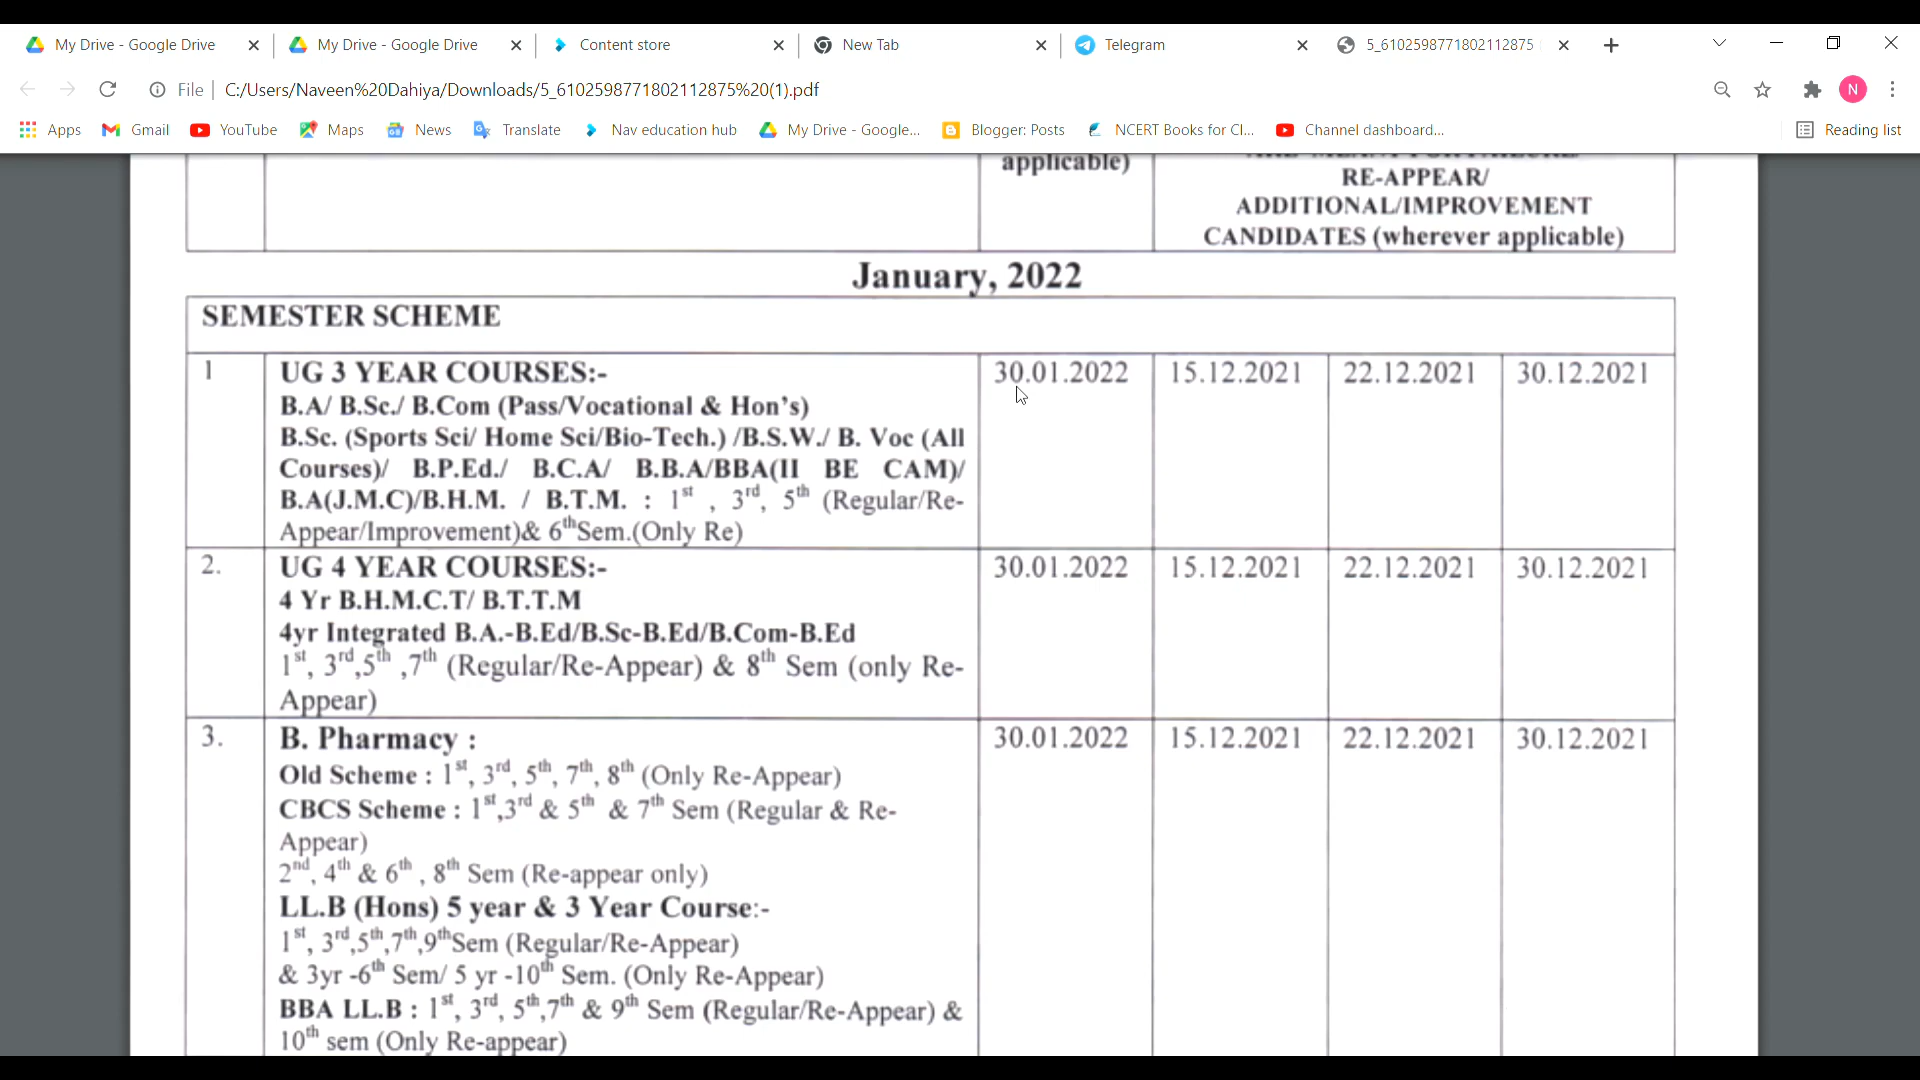 My Drive - Google Drive
My Drive - Google Drive
Content store
New Tab
Telegram
5_6102598771802112875
File
C:/Users/Naveen%20Dahiya/Downloads/5_6102598771802112875%20(1).pdf
N
Apps
Gmail
YouTube
Maps
News
Translate
Nav education hub
My Drive - Google...
Blogger: Posts
NCERT Books for Cl...
Channel dashboard...
Reading list
applicable)
RE-APPEAR/
ADDITIONAL/IMPROVEMENT
CANDIDATES (wherever applicable)
January, 2022
SEMESTER SCHEME
1 UG 3 YEAR COURSES:- 30.01.2022 15.12.2021 22.12.2021 30.12.2021
B.A/ B.Sc./ B.Com (Pass/Vocational & Hon's)
B.Sc. (Sports Sci/ Home Sci/Bio-Tech.) /B.S.W./ B. Voc (All
Courses)/ B.P.Ed./ B.C.A/ B.B.A/BBA(II BE CAM)/
B.A(J.M.C)/B.H.M. / B.T.M. : 1st , 3rd, 5th (Regular/Re-
Appear/Improvement)& 6thSem.(Only Re)
2. UG 4 YEAR COURSES:- 30.01.2022 15.12.2021 22.12.2021 30.12.2021
4 Yr B.H.M.C.T/ B.T.T.M
4yr Integrated B.A.-B.Ed/B.Sc-B.Ed/B.Com-B.Ed
1st, 3rd,5th ,7th (Regular/Re-Appear) & 8th Sem (only Re-
Appear)
3. B. Pharmacy : 30.01.2022 15.12.2021 22.12.2021 30.12.2021
Old Scheme : 1st, 3rd, 5th, 7th, 8th (Only Re-Appear)
CBCS Scheme : 1st,3rd & 5th & 7th Sem (Regular & Re-
Appear)
2nd, 4th & 6th , 8th Sem (Re-appear only)
LL.B (Hons) 5 year & 3 Year Course:-
1st, 3rd,5th,7th,9thSem (Regular/Re-Appear)
& 3yr -6th Sem/ 5 yr -10th Sem. (Only Re-Appear)
BBA LL.B : 1st, 3rd, 5th,7th & 9th Sem (Regular/Re-Appear) &
10th sem (Only Re-appear)